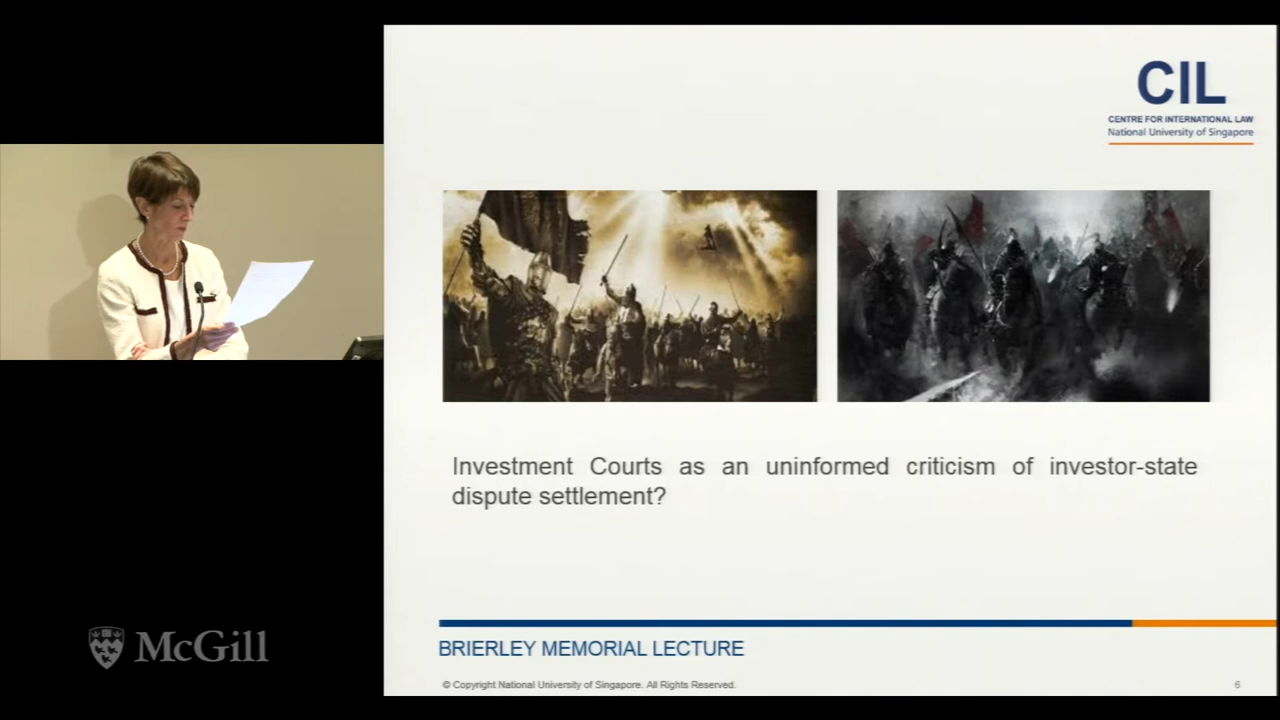 CIL
CENTRE FOR INTERNATIONAL LAW
National University of Singapore
Investment Courts as an uninformed criticism of investor-state
dispute settlement?
BRIERLEY MEMORIAL LECTURE
© Copyright National University of Singapore. All Rights Reserved.
6
McGill